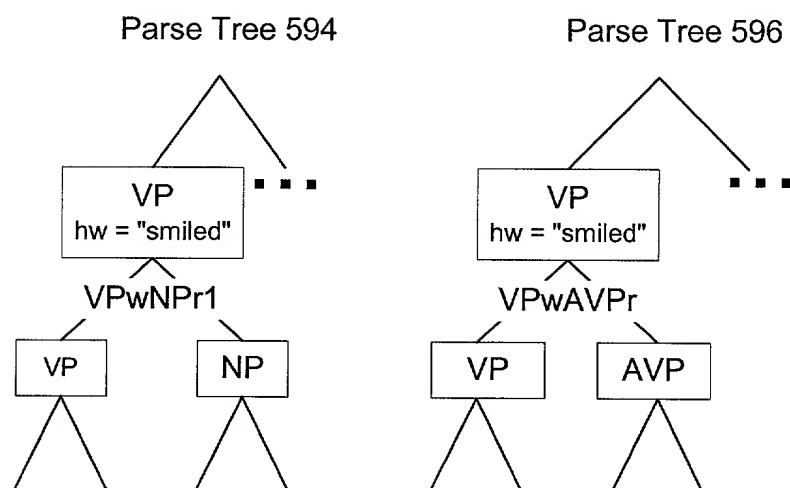 Parse Tree 594
VP
hw = "smiled"
VPwNPr1
VP
NP
Parse Tree 596
VP
hw = "smiled"
VPwAVPr
VP
AVP